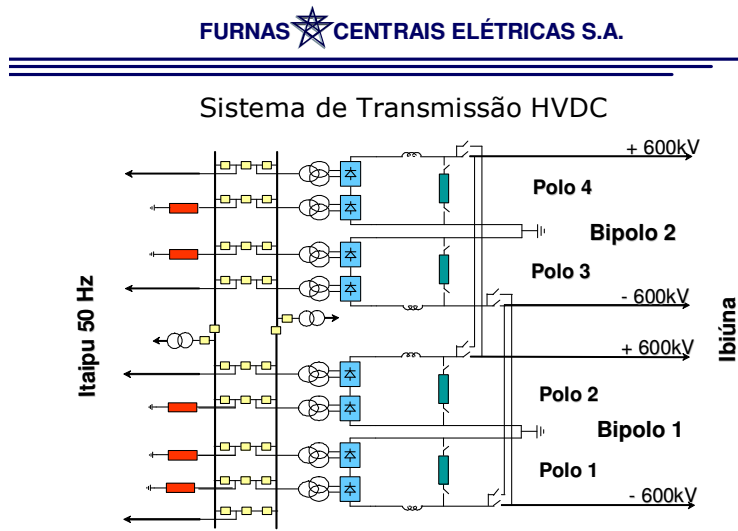 FURNAS CENTRAIS ELÉTRICAS S.A.
Sistema de Transmissão HVDC
+ 600kV
Polo 4
Bipolo 2
Polo 3
- 600kV
Itaipu 50 Hz
Ibiúna
+ 600kV
Polo 2
Bipolo 1
Polo 1
- 600kV